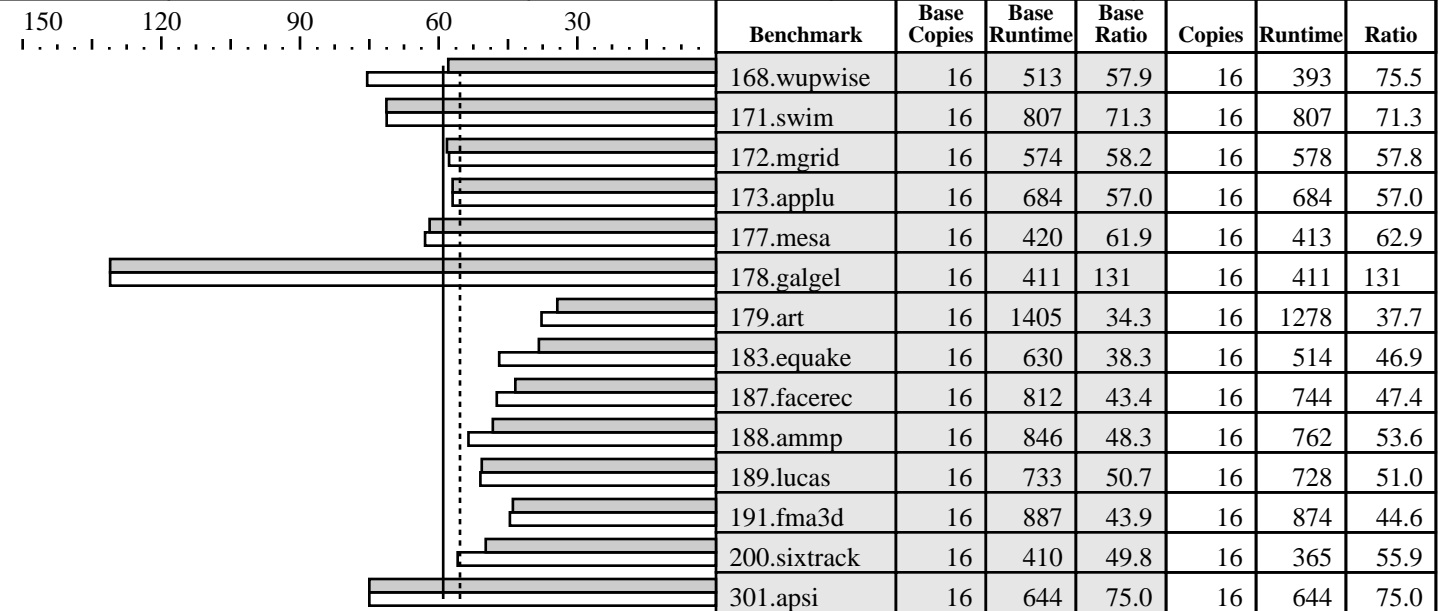 150 120 90 60 30
Benchmark Base Copies Base Runtime Base Ratio Copies Runtime Ratio
168.wupwise 16 513 57.9 16 393 75.5
171.swim 16 807 71.3 16 807 71.3
172.mgrid 16 574 58.2 16 578 57.8
173.applu 16 684 57.0 16 684 57.0
177.mesa 16 420 61.9 16 413 62.9
178.galgel 16 411 131 16 411 131
179.art 16 1405 34.3 16 1278 37.7
183.equake 16 630 38.3 16 514 46.9
187.facerec 16 812 43.4 16 744 47.4
188.ammp 16 846 48.3 16 762 53.6
189.lucas 16 733 50.7 16 728 51.0
191.fma3d 16 887 43.9 16 874 44.6
200.sixtrack 16 410 49.8 16 365 55.9
301.apsi 16 644 75.0 16 644 75.0